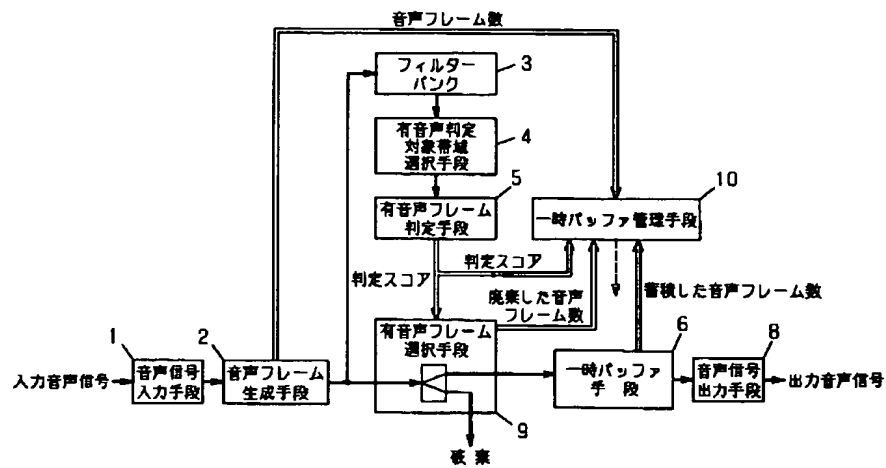 音声フレーム数
3
フィルター
バンク
4
有音声判定
対象帯域
選択手段
5
有音声フレーム
判定手段
10
一時バッファ管理手段
判定スコア
判定スコア
廃棄した音声
フレーム数
蓄積した音声フレーム数
有音声フレーム
選択手段
1
2
6
8
入力音声信号
音声信号
入力手段
音声フレーム
生成手段
一時バッファ
手段
音声信号
出力手段
出力音声信号
9
破棄